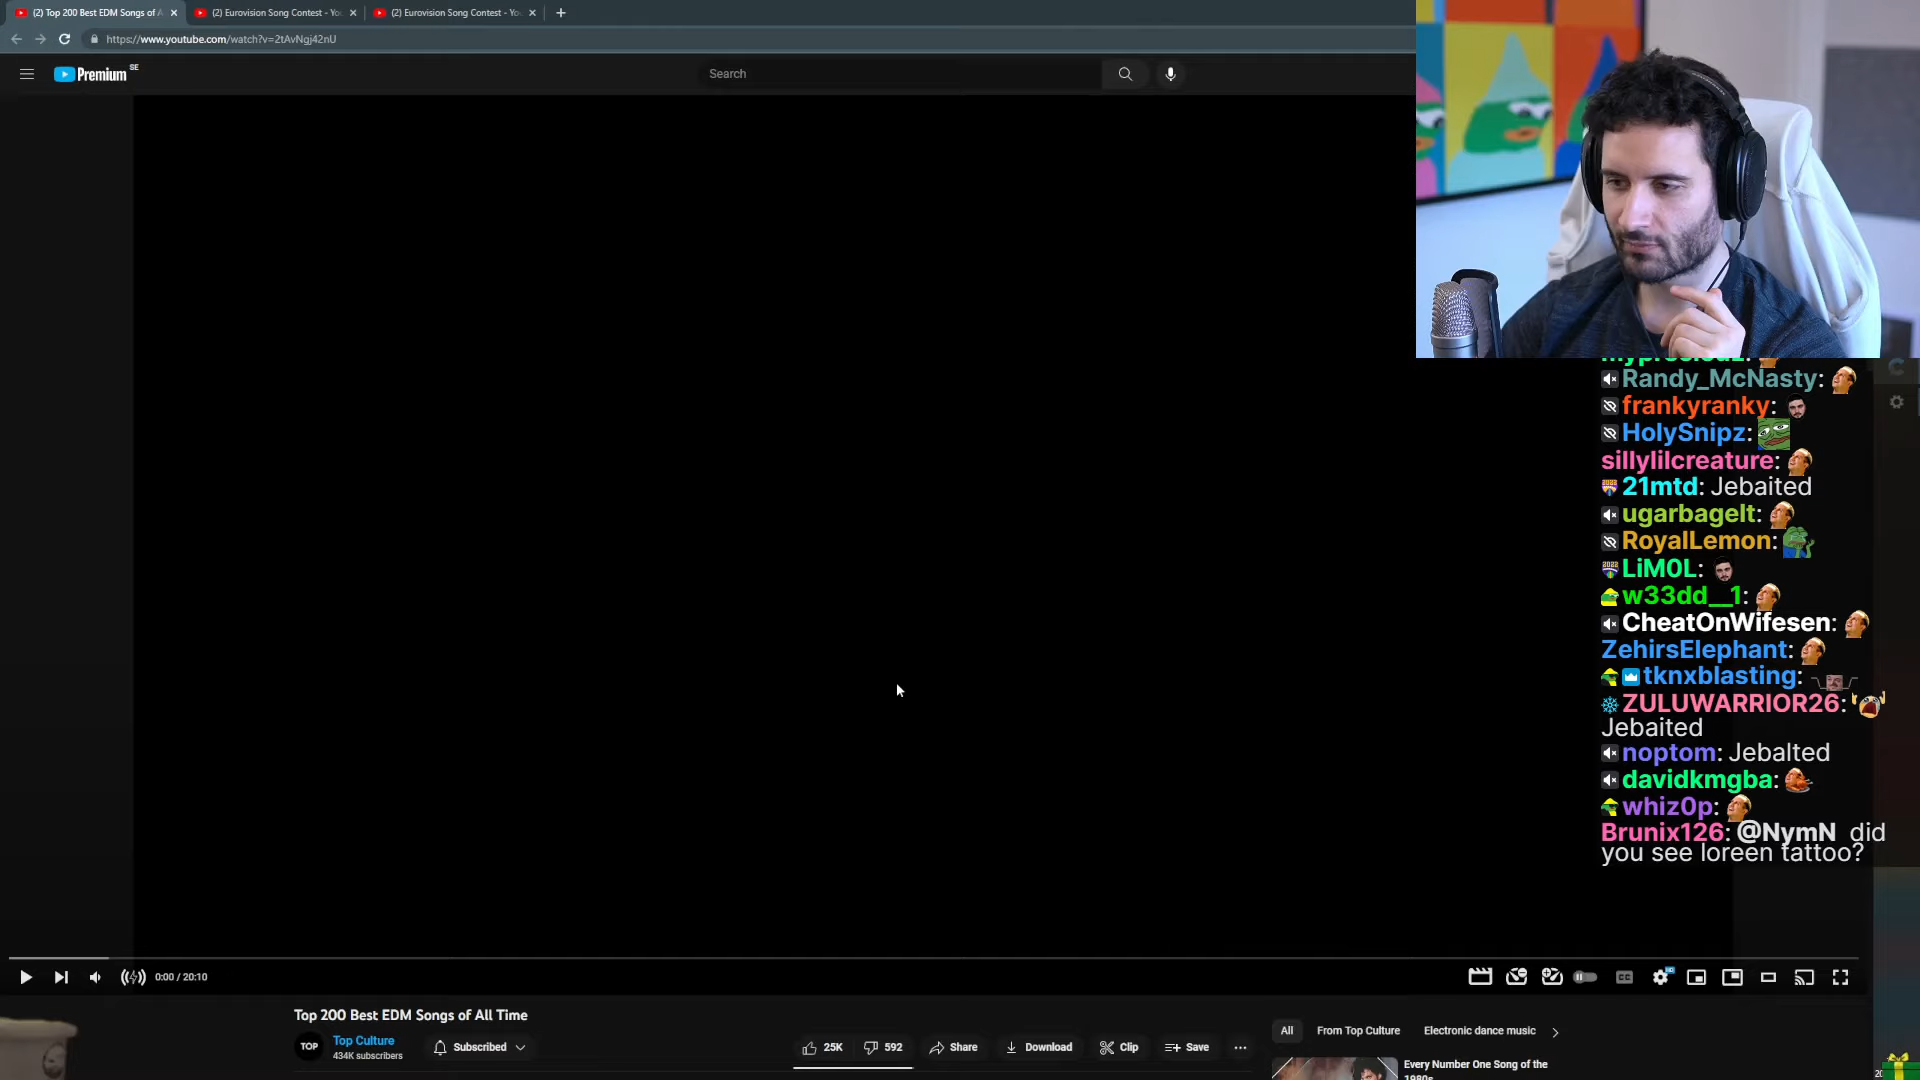 (2) Top 200 Best EDM Songs of A
(2) Eurovision Song Contest - Yo
(2) Eurovision Song Contest - Yo
https://www.youtube.com/watch?v=2tAvNgj42nU
Premium SE
Search
Randy_McNasty:
frankyranky:
HolySnipz:
sillylilcreature:
21mtd: Jebaited
ugarbagelt:
RoyalLemon:
LiM0L:
w33dd__1:
CheatOnWifesen:
ZehirsElephant:
tknxblasting:
ZULUWARRIOR26:
Jebaited
noptom: Jebalted
davidkmgba:
whiz0p:
Brunix126: @NymN did
you see loreen tattoo?
0:00 / 20:10
Top 200 Best EDM Songs of All Time
TOP
Top Culture
434K subscribers
Subscribed
25K
592
Share
Download
Clip
Save
All
From Top Culture
Electronic dance music
Every Number One Song of the
1980s